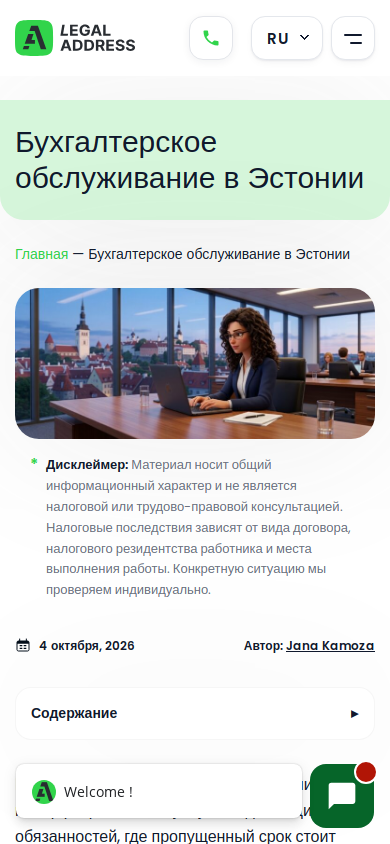 LEGAL
ADDRESS
RU
Бухгалтерское
обслуживание в Эстонии
Главная — Бухгалтерское обслуживание в Эстонии
* Дисклеймер: Материал носит общий
информационный характер и не является
налоговой или трудово-правовой консультацией.
Налоговые последствия зависят от вида договора,
налогового резидентства работника и места
выполнения работы. Конкретную ситуацию мы
проверяем индивидуально.
4 октября, 2026
Автор: Jana Kamoza
Содержание
Welcome !
обязанностей, где пропущенный срок стоит